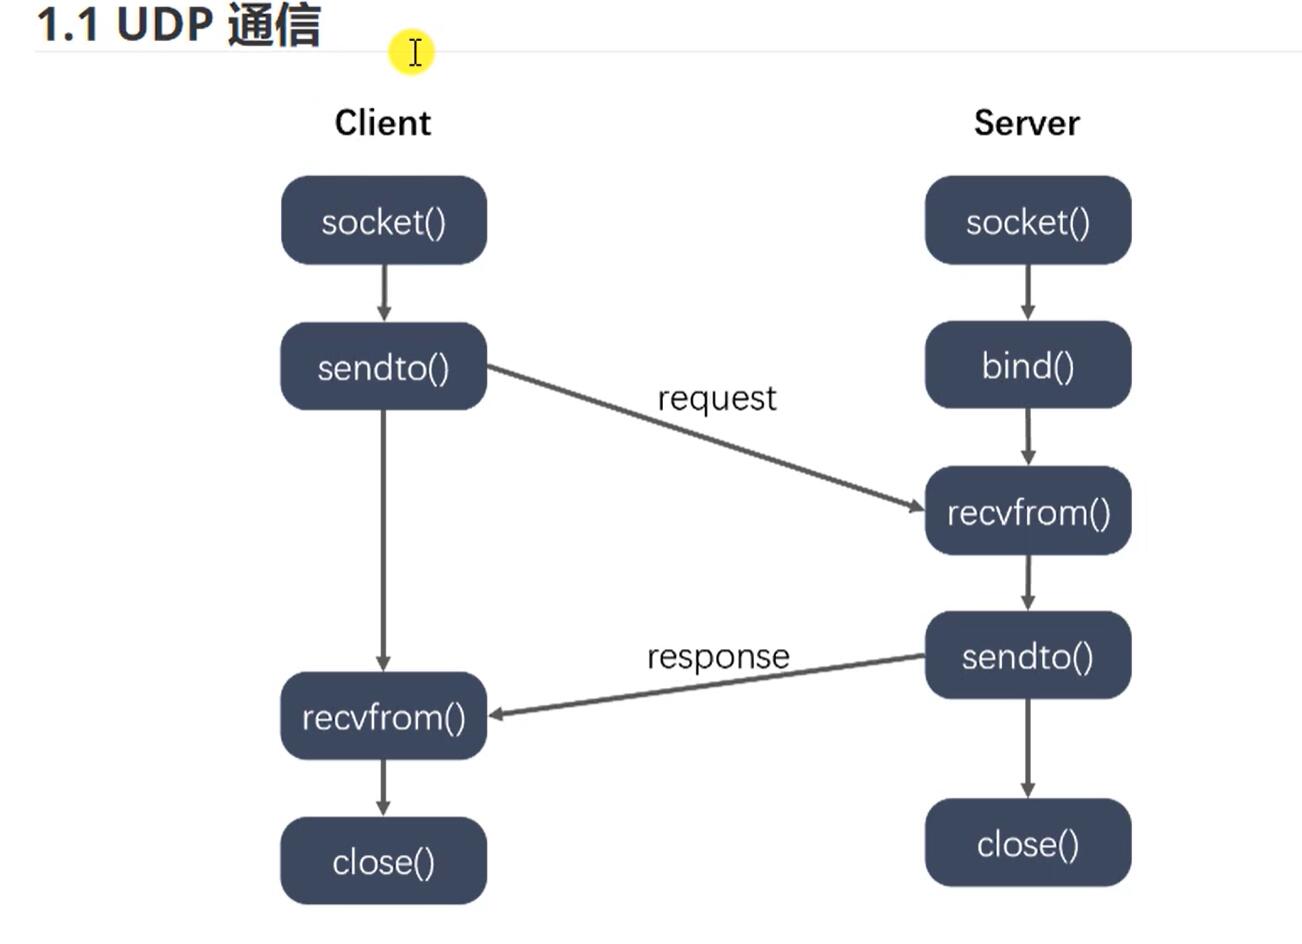 1.1 UDP 通信
Client
Server
socket()
socket()
sendto()
bind()
request
recvfrom()
response
sendto()
recvfrom()
close()
close()